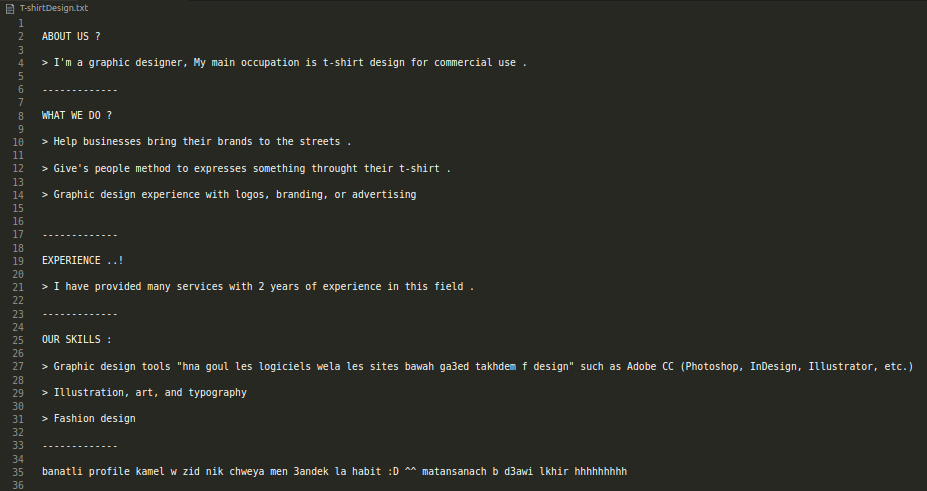 T-shirtDesign.txt
1
2 ABOUT US ?
3
4 > I'm a graphic designer, My main occupation is t-shirt design for commercial use .
5
6 -------------
7
8 WHAT WE DO ?
9
10 > Help businesses bring their brands to the streets .
11
12 > Give's people method to expresses something throught their t-shirt .
13
14 > Graphic design experience with logos, branding, or advertising
15
16
17 -------------
18
19 EXPERIENCE ..!
20
21 > I have provided many services with 2 years of experience in this field .
22
23 -------------
24
25 OUR SKILLS :
26
27 > Graphic design tools "hna goul les logiciels wela les sites bawah ga3ed takhdem f design" such as Adobe CC (Photoshop, InDesign, Illustrator, etc.)
28
29 > Illustration, art, and typography
30
31 > Fashion design
32
33 -------------
34
35 banatli profile kamel w zid nik chweya men 3andek la habit :D ^^ matansanach b d3awi lkhir hhhhhhhhh
36